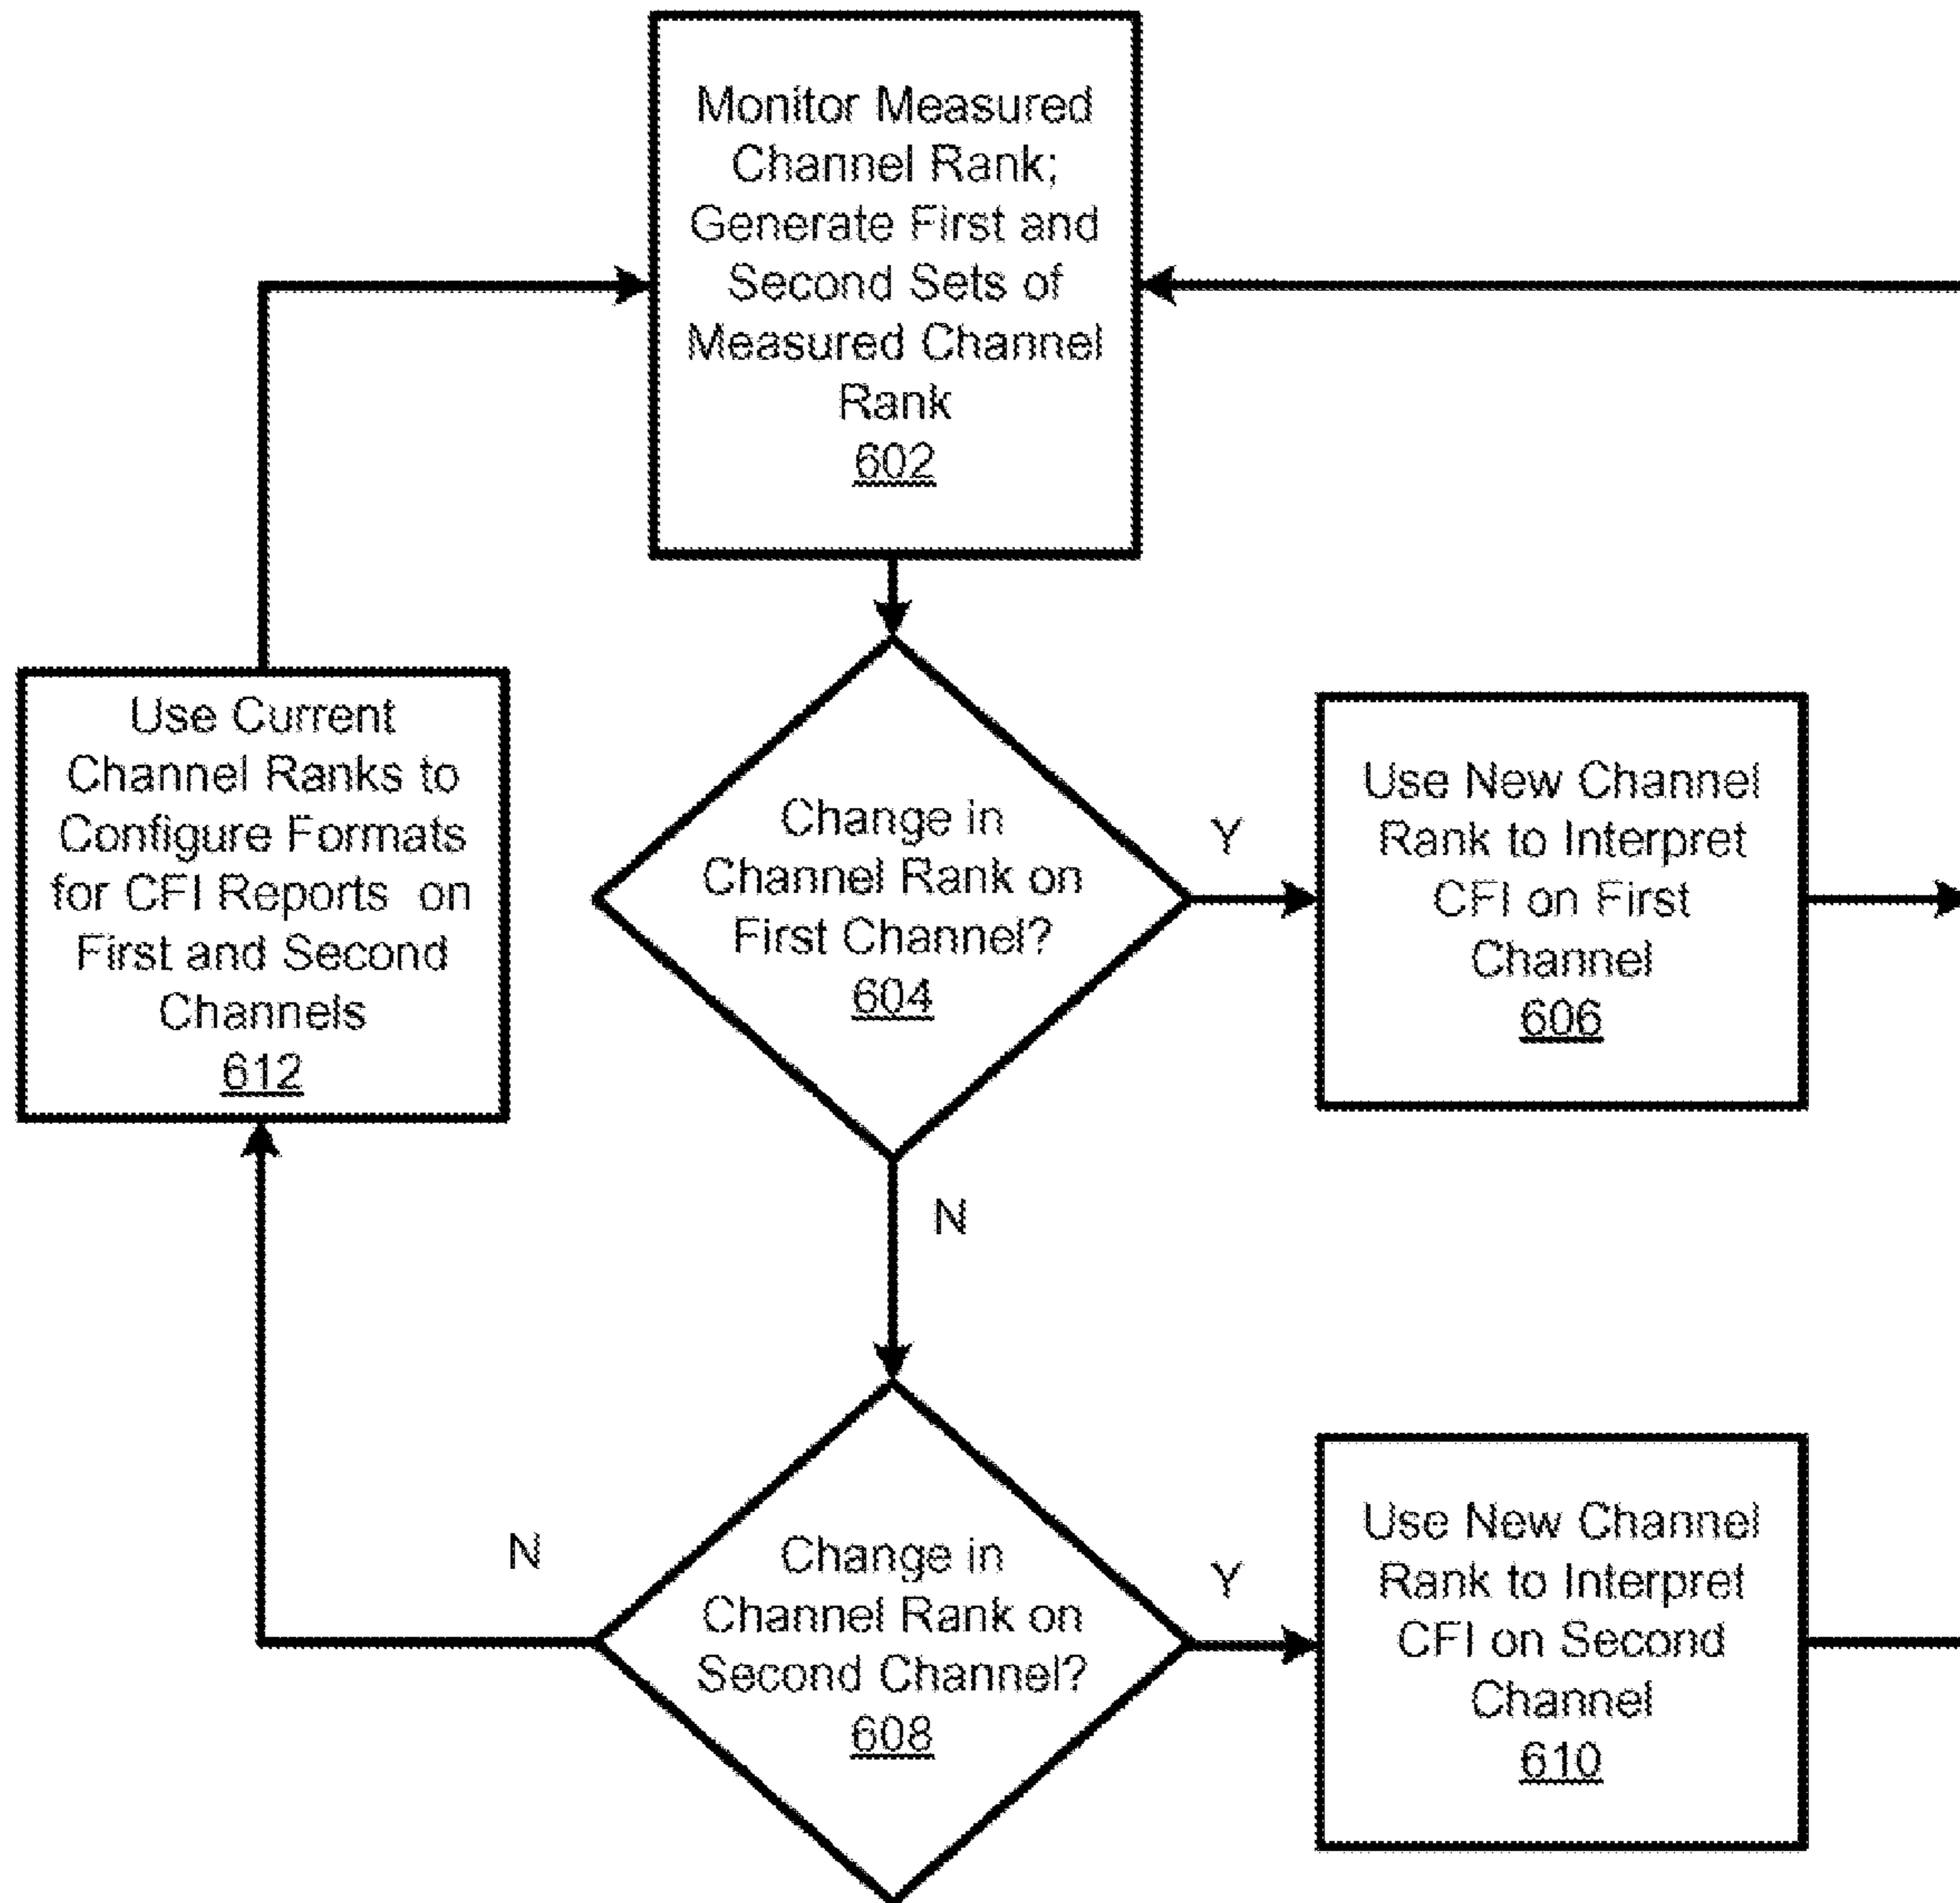 Monitor Measured
Channel Rank;
Generate First and
Second Sets of
Measured Channel
Rank
602
Use Current
Channel Ranks to
Configure Formats
for CFI Reports on
First and Second
Channels
612
Change in
Channel Rank on
First Channel?
604
Y
Use New Channel
Rank to Interpret
CFI on First
Channel
606
N
N
Change in
Channel Rank on
Second Channel?
608
Y
Use New Channel
Rank to Interpret
CFI on Second
Channel
610